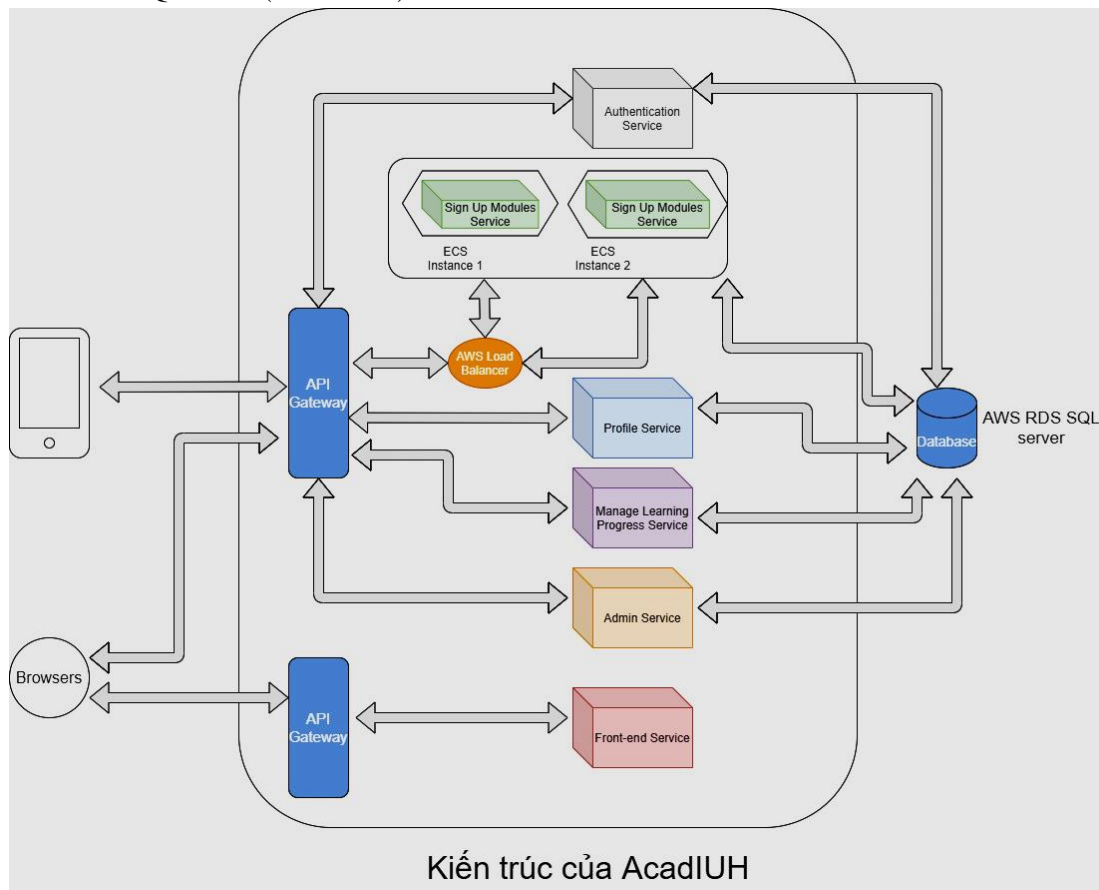 Authentication
Service
Sign Up Modules
Service
Sign Up Modules
Service
ECS
Instance 1
ECS
Instance 2
API
Gateway
AWS Load
Balancer
Profile Service
Database
AWS RDS SQL
server
Manage Learning
Progress Service
Admin Service
Browsers
API
Gateway
Front-end Service
Kiến trúc của AcadIUH